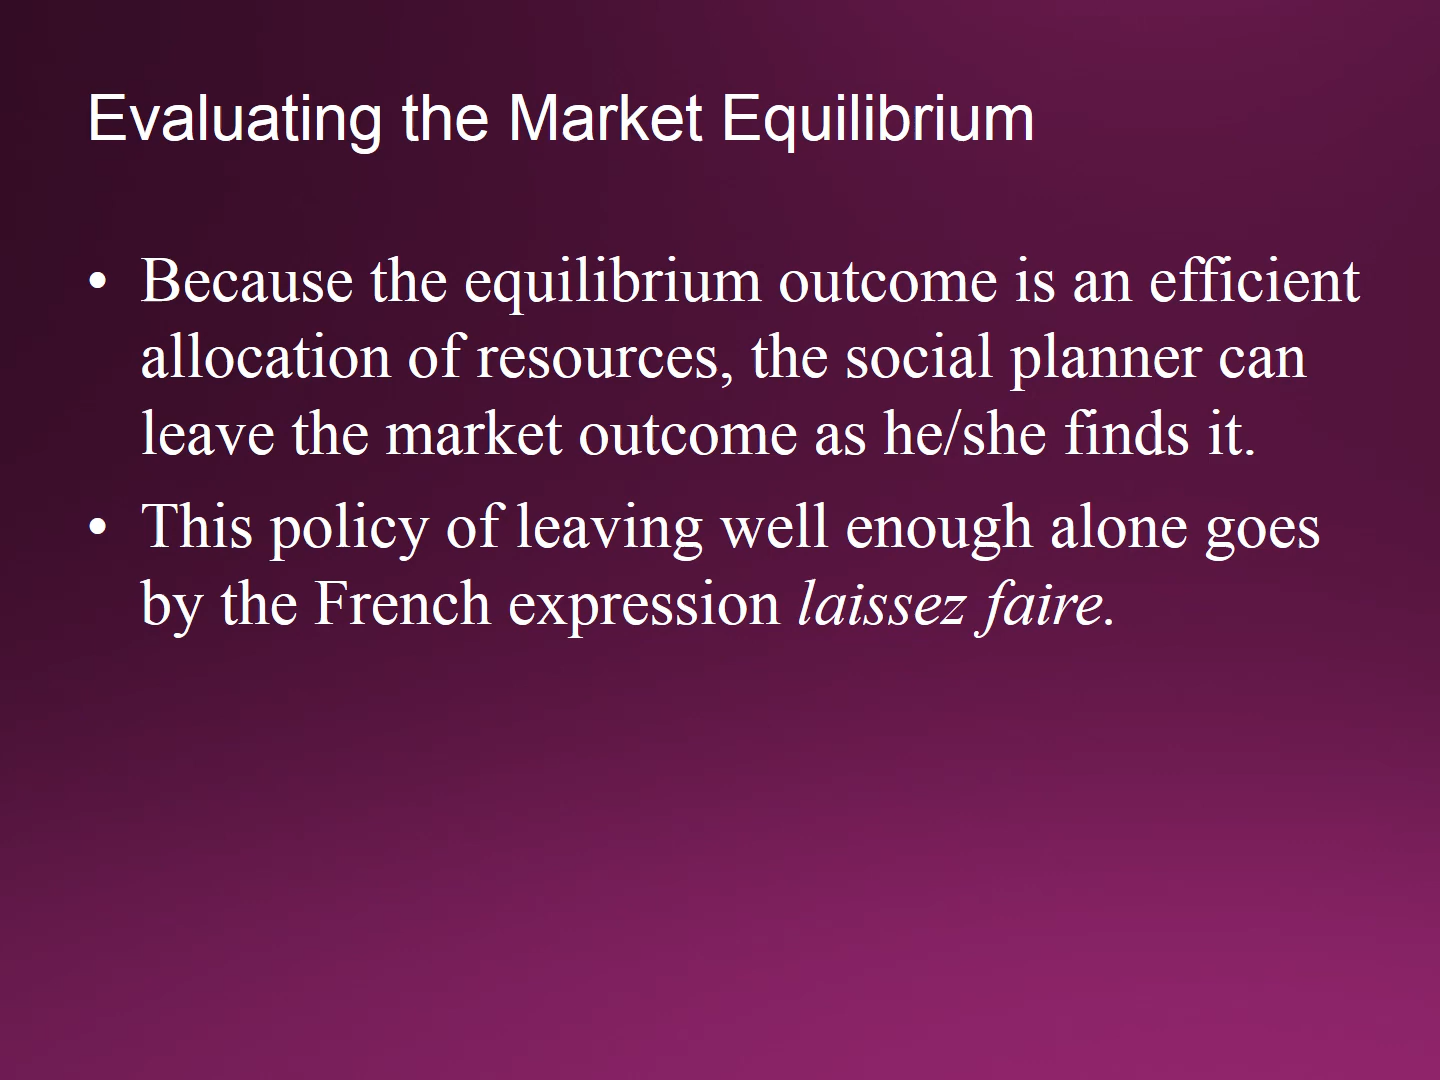 Evaluating the Market Equilibrium
• Because the equilibrium outcome is an efficient
allocation of resources, the social planner can
leave the market outcome as he/she finds it.
• This policy of leaving well enough alone goes
by the French expression laissez faire.